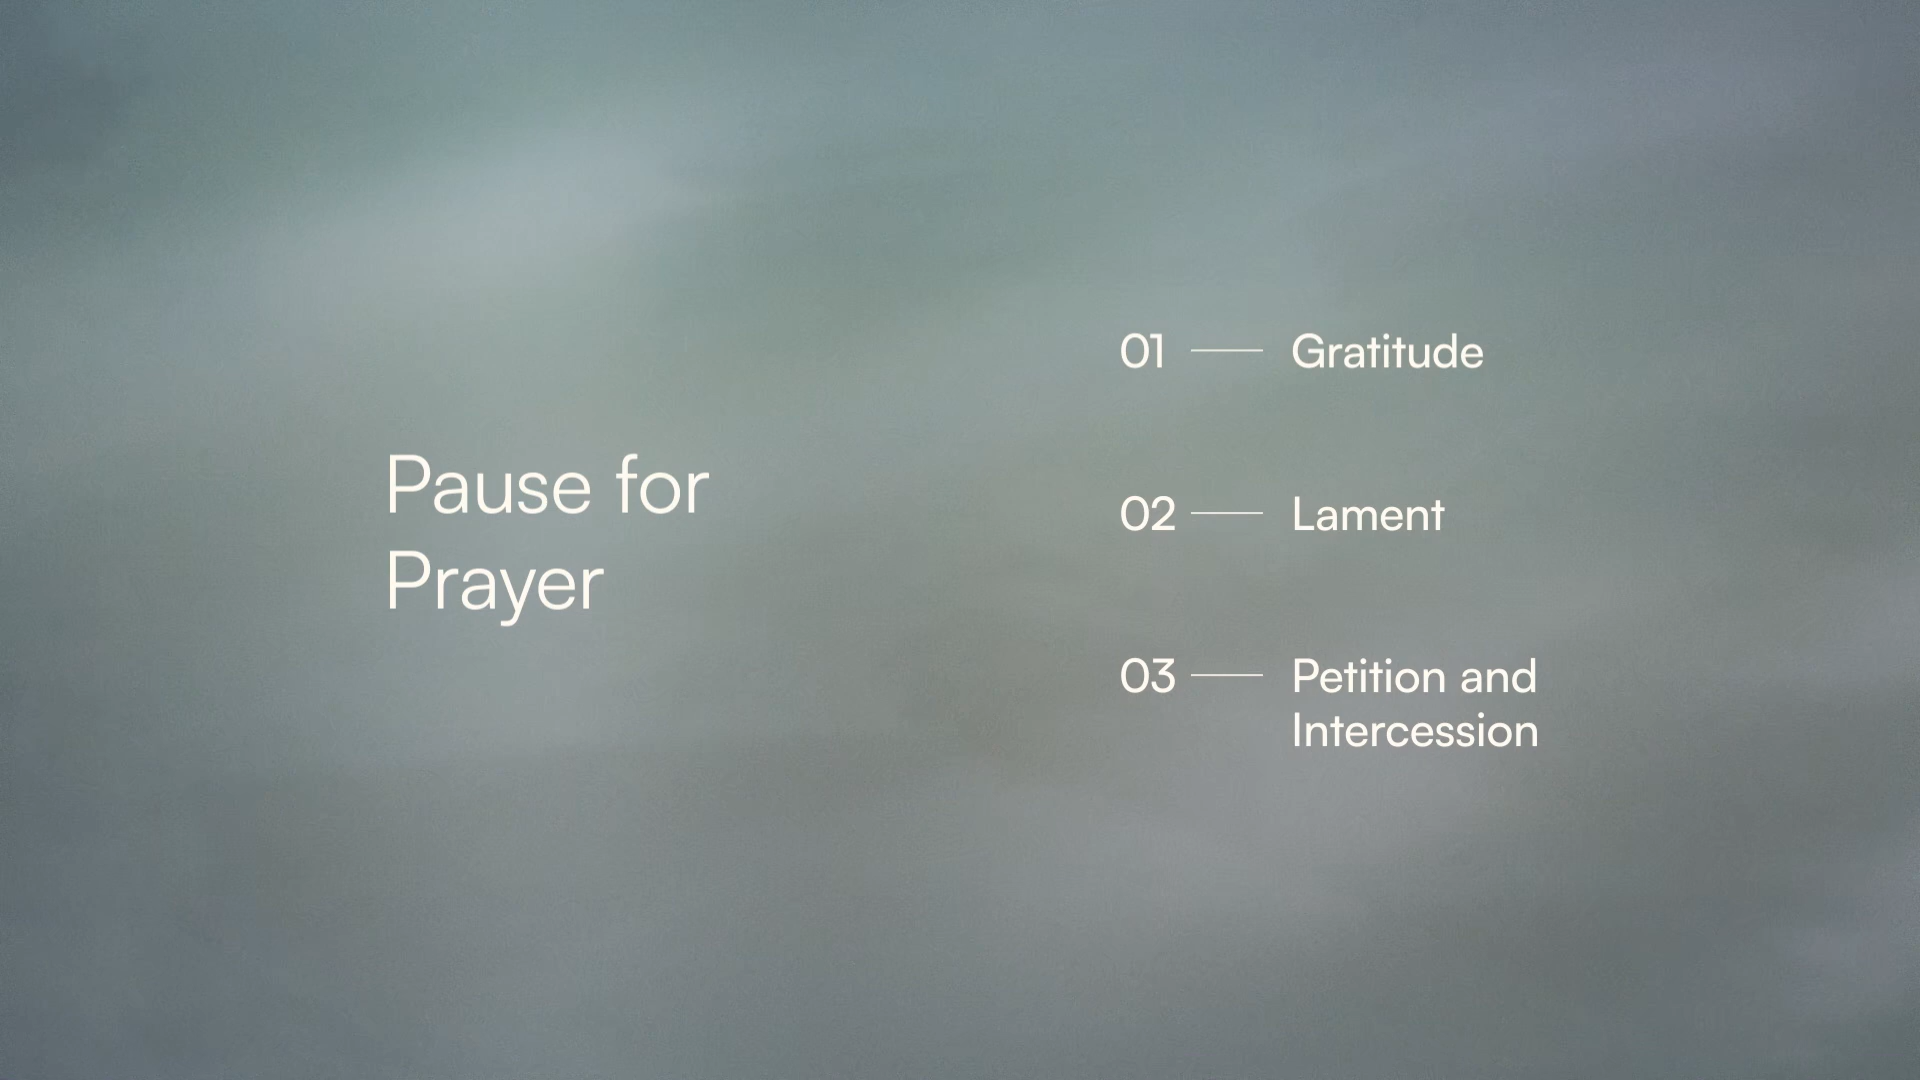 Pause for
Prayer
01 Gratitude
02 Lament
03 Petition and
Intercession